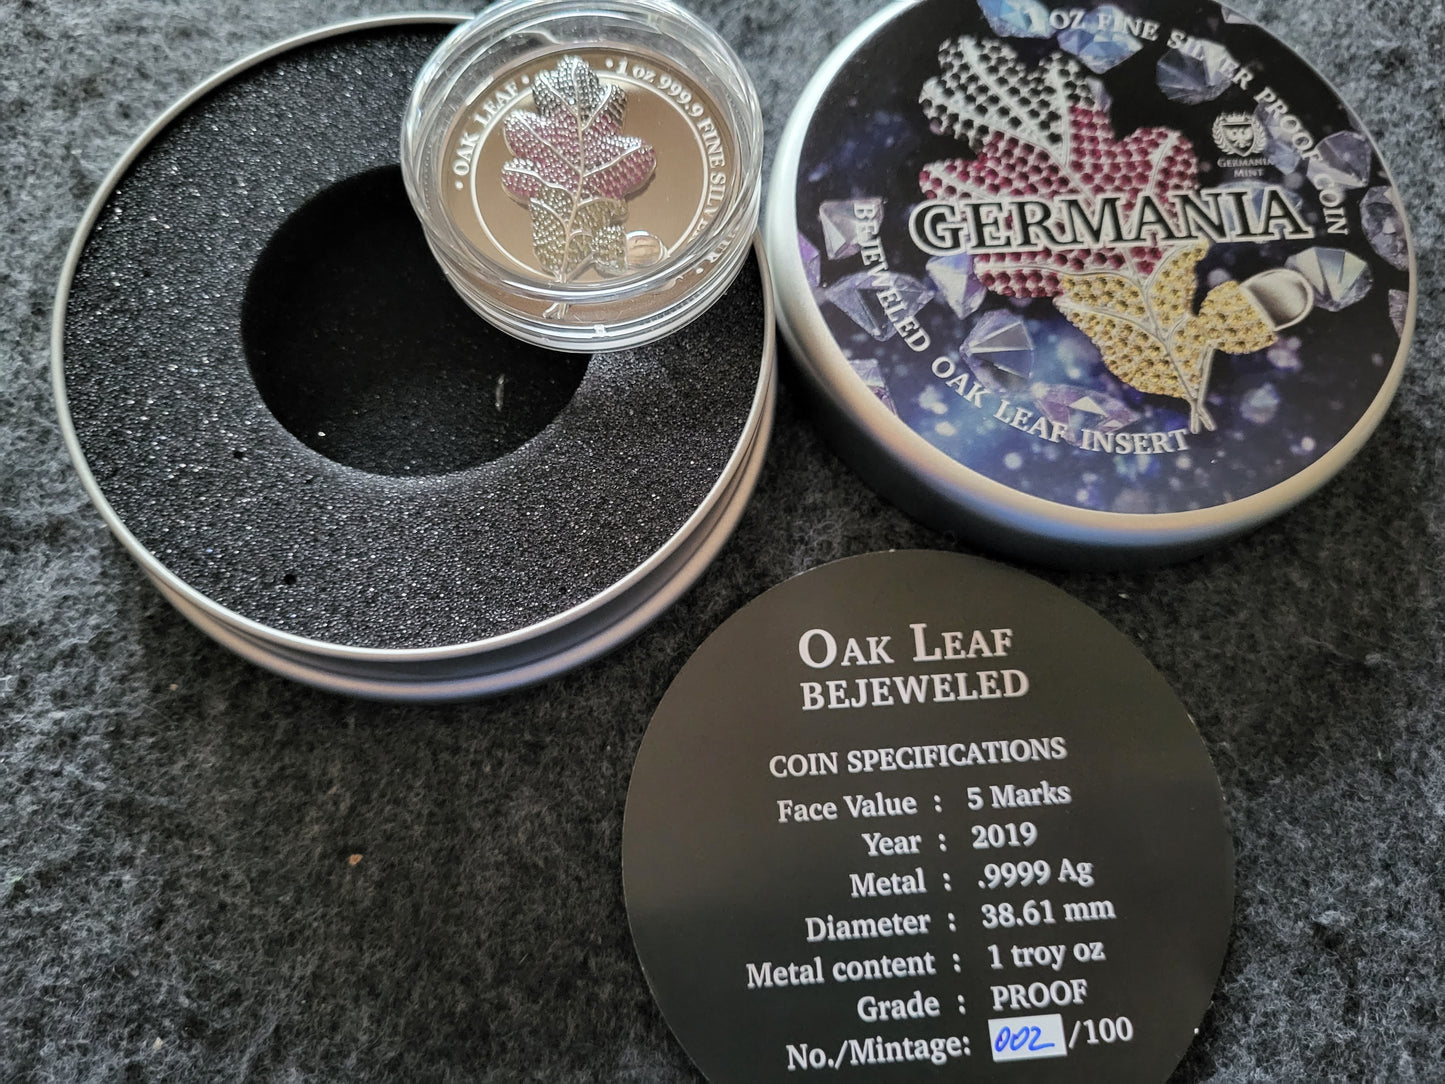 • OAK LEAF •
• 1 oz 999.9 FINE SILVER •
1 OZ FINE SILVER PROOF COIN
GERMANIA
MINT
GERMANIA
BEJEWELED OAK LEAF INSERT
OAK LEAF
BEJEWELED
COIN SPECIFICATIONS
Face Value : 5 Marks
Year : 2019
Metal : .9999 Ag
Diameter : 38.61 mm
Metal content : 1 troy oz
Grade : PROOF
No./Mintage: 002 /100